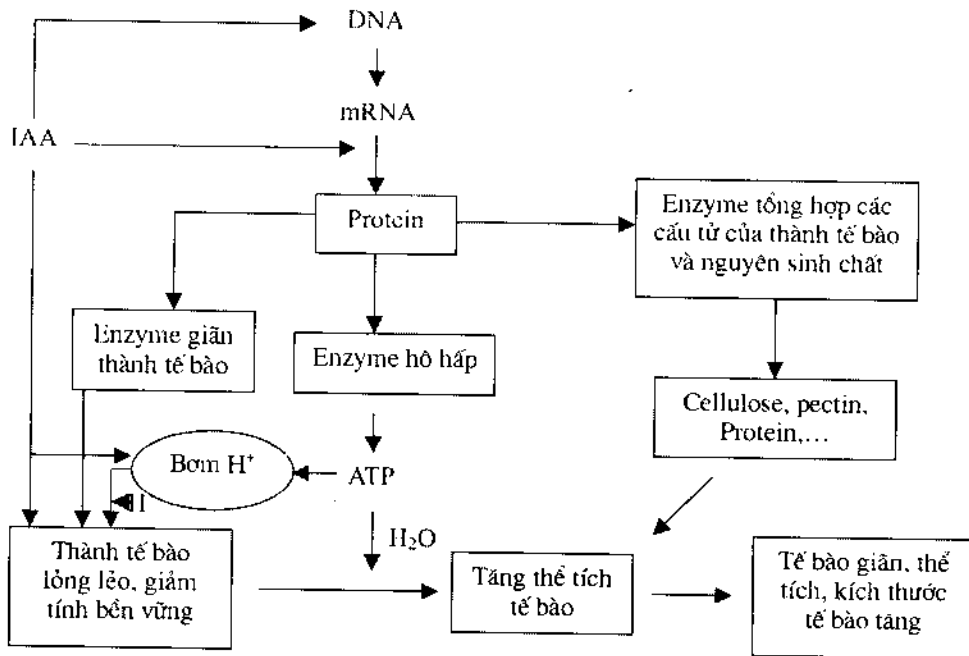 DNA
mRNA
IAA
Protein
Enzyme tổng hợp các
cấu tử của thành tế bào
và nguyên sinh chất
Enzyme giãn
thành tế bào
Enzyme hô hấp
Cellulose, pectin,
Protein,…
Bơm H⁺
ATP
H
H₂O
Thành tế bào
lỏng lẻo, giảm
tính bền vững
Tăng thể tích
tế bào
Tế bào giãn, thể
tích, kích thước
tế bào tăng